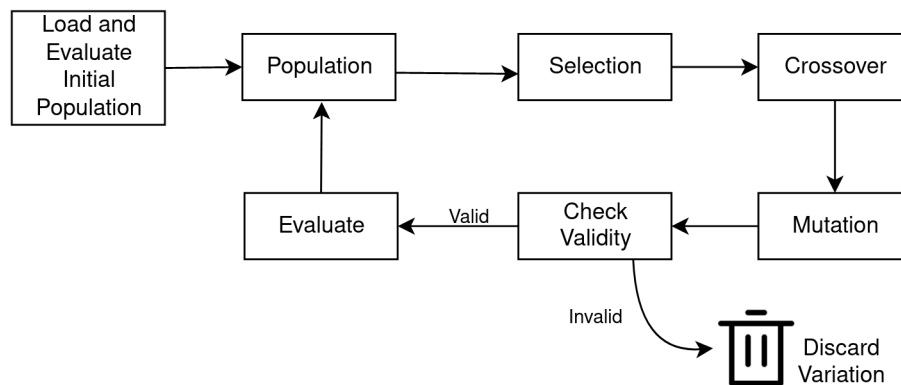 Load and
Evaluate
Initial
Population
Population
Selection
Crossover
Evaluate
Valid
Check
Validity
Mutation
Invalid
Discard
Variation